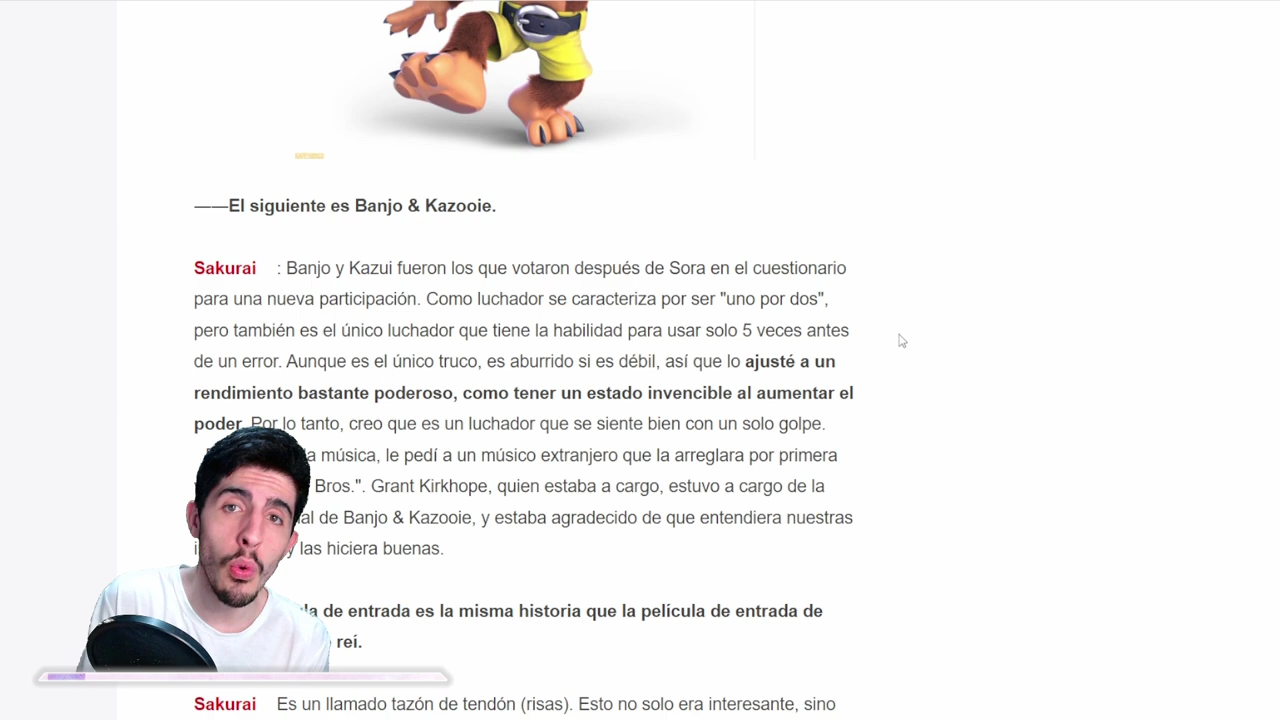 ——El siguiente es Banjo & Kazooie.
Sakurai : Banjo y Kazui fueron los que votaron después de Sora en el cuestionario
para una nueva participación. Como luchador se caracteriza por ser "uno por dos",
pero también es el único luchador que tiene la habilidad para usar solo 5 veces antes
de un error. Aunque es el único truco, es aburrido si es débil, así que lo ajusté a un
rendimiento bastante poderoso, como tener un estado invencible al aumentar el
poder. Por lo tanto, creo que es un luchador que se siente bien con un solo golpe.
la música, le pedí a un músico extranjero que la arreglara por primera
Bros.". Grant Kirkhope, quien estaba a cargo, estuvo a cargo de la
de Banjo & Kazooie, y estaba agradecido de que entendiera nuestras
y las hiciera buenas.
de entrada es la misma historia que la película de entrada de
reí.
Sakurai Es un llamado tazón de tendón (risas). Esto no solo era interesante, sino